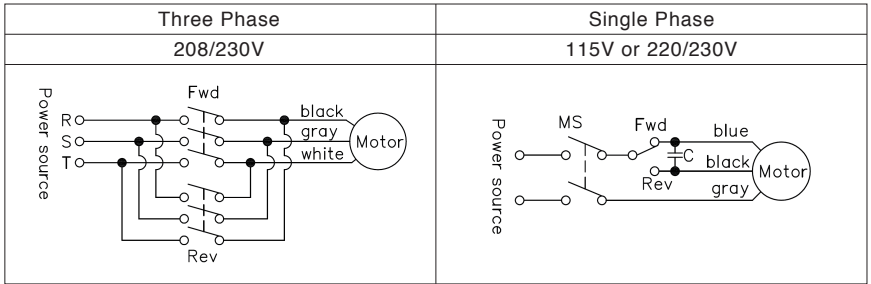 Three Phase
Single Phase
208/230V
115V or 220/230V
Power source
R
S
T
Fwd
black
gray
white
Motor
Rev
Power source
MS
Fwd
blue
C
black
Rev
gray
Motor